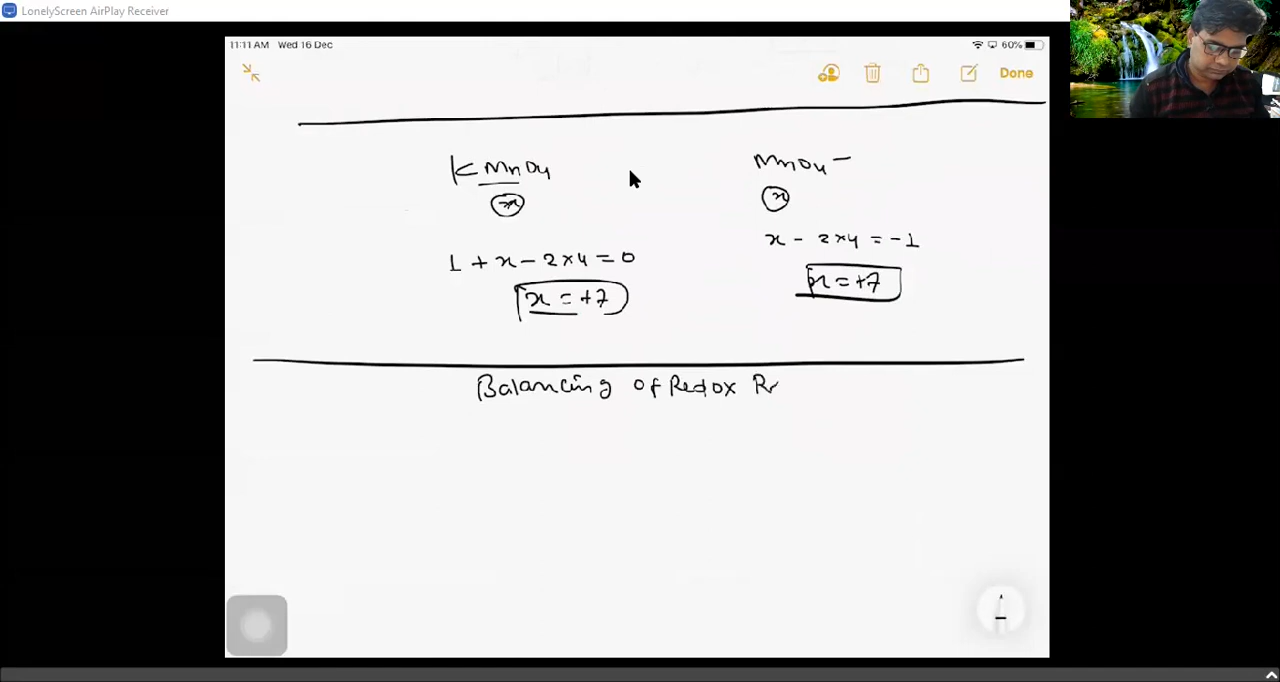 LonelyScreen AirPlay Receiver
11:11 AM Wed 16 Dec
60%
Done
KMnO4
MnO4 –
x
x
x - 2×4 = -1
1 + x - 2×4 = 0
x = +7
x = +7
Balancing of Redox Rr